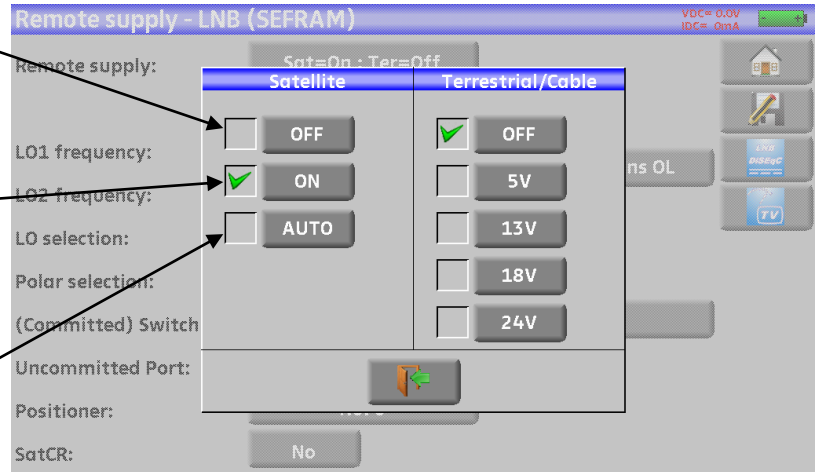 Remote supply - LNB (SEFRAM)
VDC= 0.0V
IDC= 0mA
Remote supply:
Sat=On : Ter=Off
Satellite
Terrestrial/Cable
OFF
OFF
ON
5V
AUTO
13V
18V
24V
LO1 frequency:
ns OL
LO2 frequency:
LO selection:
Polar selection:
(Committed) Switch
Uncommitted Port:
Positioner:
SatCR:
No
LNB
DiSEqC
TV